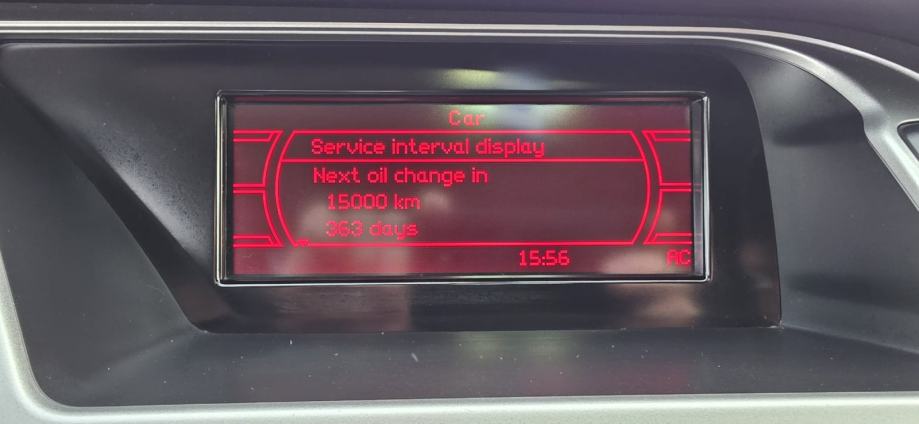 Car
Service interval display
Next oil change in
15000 km
363 days
15:56
AC